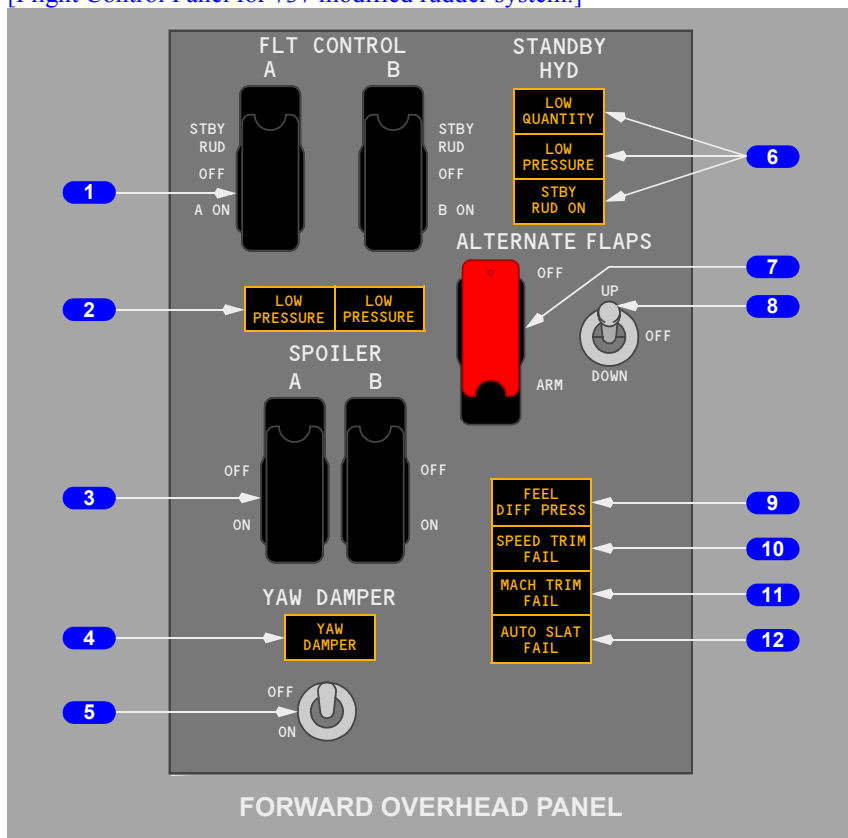 [Flight Control Panel for 737 modified rudder system.]
FLT CONTROL
A
B
STANDBY
HYD
LOW
QUANTITY
LOW
PRESSURE
STBY
RUD ON
STBY
RUD
OFF
A ON
STBY
RUD
OFF
B ON
6
1
ALTERNATE FLAPS
OFF
ARM
UP
OFF
DOWN
7
8
2
LOW
PRESSURE
LOW
PRESSURE
SPOILER
A
B
OFF
ON
OFF
ON
3
FEEL
DIFF PRESS
9
SPEED TRIM
FAIL
10
MACH TRIM
FAIL
11
AUTO SLAT
FAIL
12
YAW DAMPER
YAW
DAMPER
4
OFF
ON
5
FORWARD OVERHEAD PANEL